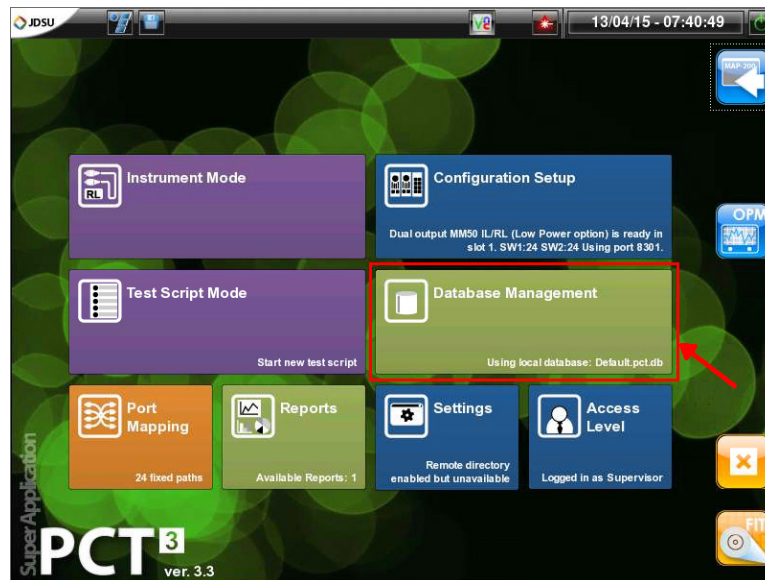 JDSU
13/04/15 - 07:40:49
MAP-200
Instrument Mode
RL
Configuration Setup
Dual output MM50 IL/RL (Low Power option) is ready in
slot 1. SW1:24 SW2:24 Using port 8301.
OPM
Test Script Mode
Start new test script
Database Management
Using local database: Default.pct.db
Port
Mapping
24 fixed paths
Reports
Available Reports: 1
Settings
Remote directory
enabled but unavailable
Access
Level
Logged in as Supervisor
FIT
SuperApplication
PCT 3
ver. 3.3